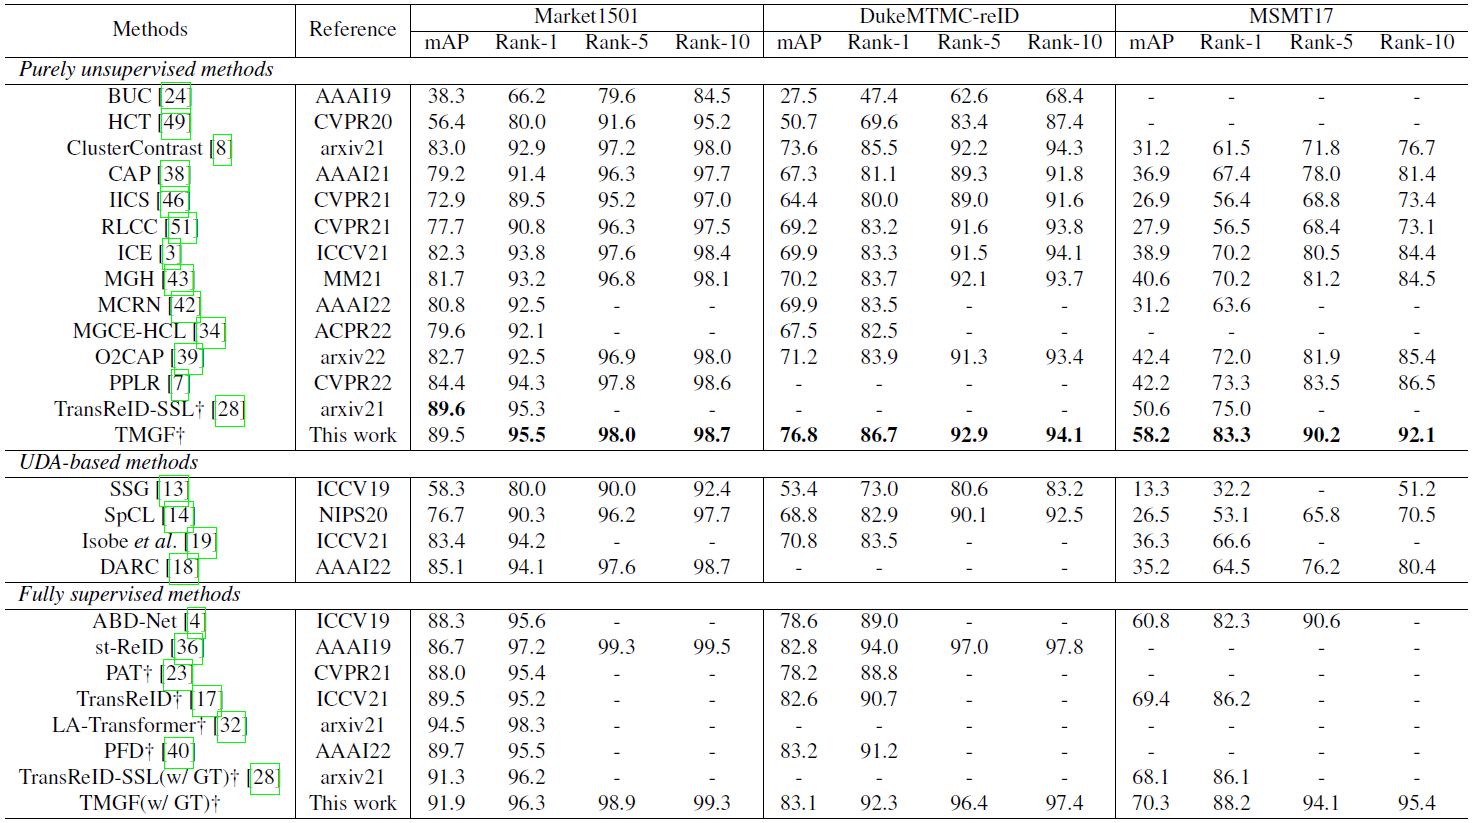 Methods Reference Market1501 DukeMTMC-reID MSMT17
mAP Rank-1 Rank-5 Rank-10 mAP Rank-1 Rank-5 Rank-10 mAP Rank-1 Rank-5 Rank-10
Purely unsupervised methods
BUC [24] AAAI19 38.3 66.2 79.6 84.5 27.5 47.4 62.6 68.4 - - - -
HCT [49] CVPR20 56.4 80.0 91.6 95.2 50.7 69.6 83.4 87.4 - - - -
ClusterContrast [8] arxiv21 83.0 92.9 97.2 98.0 73.6 85.5 92.2 94.3 31.2 61.5 71.8 76.7
CAP [38] AAAI21 79.2 91.4 96.3 97.7 67.3 81.1 89.3 91.8 36.9 67.4 78.0 81.4
IICS [46] CVPR21 72.9 89.5 95.2 97.0 64.4 80.0 89.0 91.6 26.9 56.4 68.8 73.4
RLCC [51] CVPR21 77.7 90.8 96.3 97.5 69.2 83.2 91.6 93.8 27.9 56.5 68.4 73.1
ICE [3] ICCV21 82.3 93.8 97.6 98.4 69.9 83.3 91.5 94.1 38.9 70.2 80.5 84.4
MGH [43] MM21 81.7 93.2 96.8 98.1 70.2 83.7 92.1 93.7 40.6 70.2 81.2 84.5
MCRN [42] AAAI22 80.8 92.5 - - 69.9 83.5 - - 31.2 63.6 - -
MGCE-HCL [34] ACPR22 79.6 92.1 - - 67.5 82.5 - - - - - -
O2CAP [39] arxiv22 82.7 92.5 96.9 98.0 71.2 83.9 91.3 93.4 42.4 72.0 81.9 85.4
PPLR [7] CVPR22 84.4 94.3 97.8 98.6 - - - - 42.2 73.3 83.5 86.5
TransReID-SSL† [28] arxiv21 89.6 95.3 - - - - - - 50.6 75.0 - -
TMGF† This work 89.5 95.5 98.0 98.7 76.8 86.7 92.9 94.1 58.2 83.3 90.2 92.1
UDA-based methods
SSG [13] ICCV19 58.3 80.0 90.0 92.4 53.4 73.0 80.6 83.2 13.3 32.2 - 51.2
SpCL [14] NIPS20 76.7 90.3 96.2 97.7 68.8 82.9 90.1 92.5 26.5 53.1 65.8 70.5
Isobe et al. [19] ICCV21 83.4 94.2 - - 70.8 83.5 - - 36.3 66.6 - -
DARC [18] AAAI22 85.1 94.1 97.6 98.7 - - - - 35.2 64.5 76.2 80.4
Fully supervised methods
ABD-Net [4] ICCV19 88.3 95.6 - - 78.6 89.0 - - 60.8 82.3 90.6 -
st-ReID [36] AAAI19 86.7 97.2 99.3 99.5 82.8 94.0 97.0 97.8 - - - -
PAT† [23] CVPR21 88.0 95.4 - - 78.2 88.8 - - - - - -
TransReID† [17] ICCV21 89.5 95.2 - - 82.6 90.7 - - 69.4 86.2 - -
LA-Transformer† [32] arxiv21 94.5 98.3 - - - - - - - - - -
PFD† [40] AAAI22 89.7 95.5 - - 83.2 91.2 - - - - - -
TransReID-SSL(w/ GT)† [28] arxiv21 91.3 96.2 - - - - - - 68.1 86.1 - -
TMGF(w/ GT)† This work 91.9 96.3 98.9 99.3 83.1 92.3 96.4 97.4 70.3 88.2 94.1 95.4